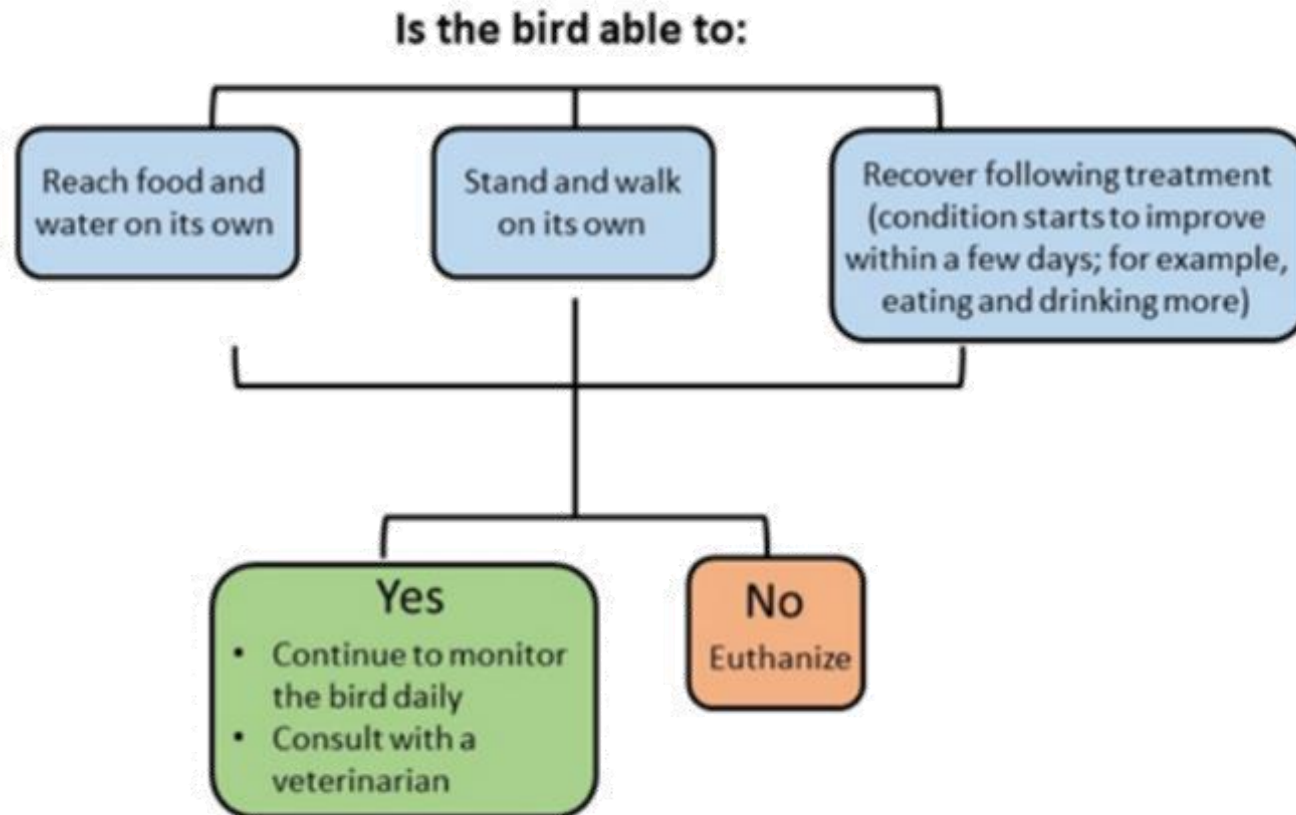 Is the bird able to:
Reach food and
water on its own
Stand and walk
on its own
Recover following treatment
(condition starts to improve
within a few days; for example,
eating and drinking more)
Yes
• Continue to monitor
the bird daily
• Consult with a
veterinarian
No
Euthanize